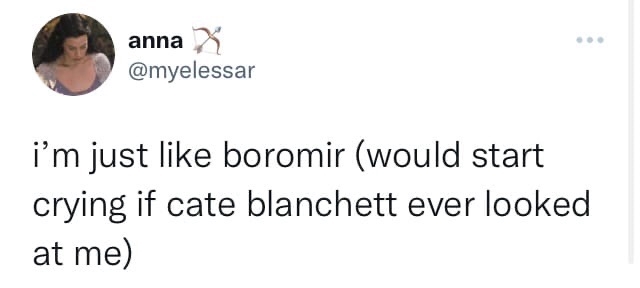 anna 🏹
@myelessar
i’m just like boromir (would start
crying if cate blanchett ever looked
at me)